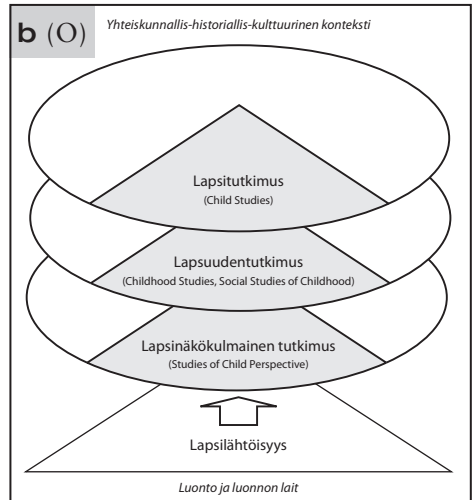 b (O)
Yhteiskunnallis-historiallis-kulttuurinen konteksti
Lapsitutkimus
(Child Studies)
Lapsuudentutkimus
(Childhood Studies, Social Studies of Childhood)
Lapsinäkökulmainen tutkimus
(Studies of Child Perspective)
Lapsilähtöisyys
Luonto ja luonnon lait